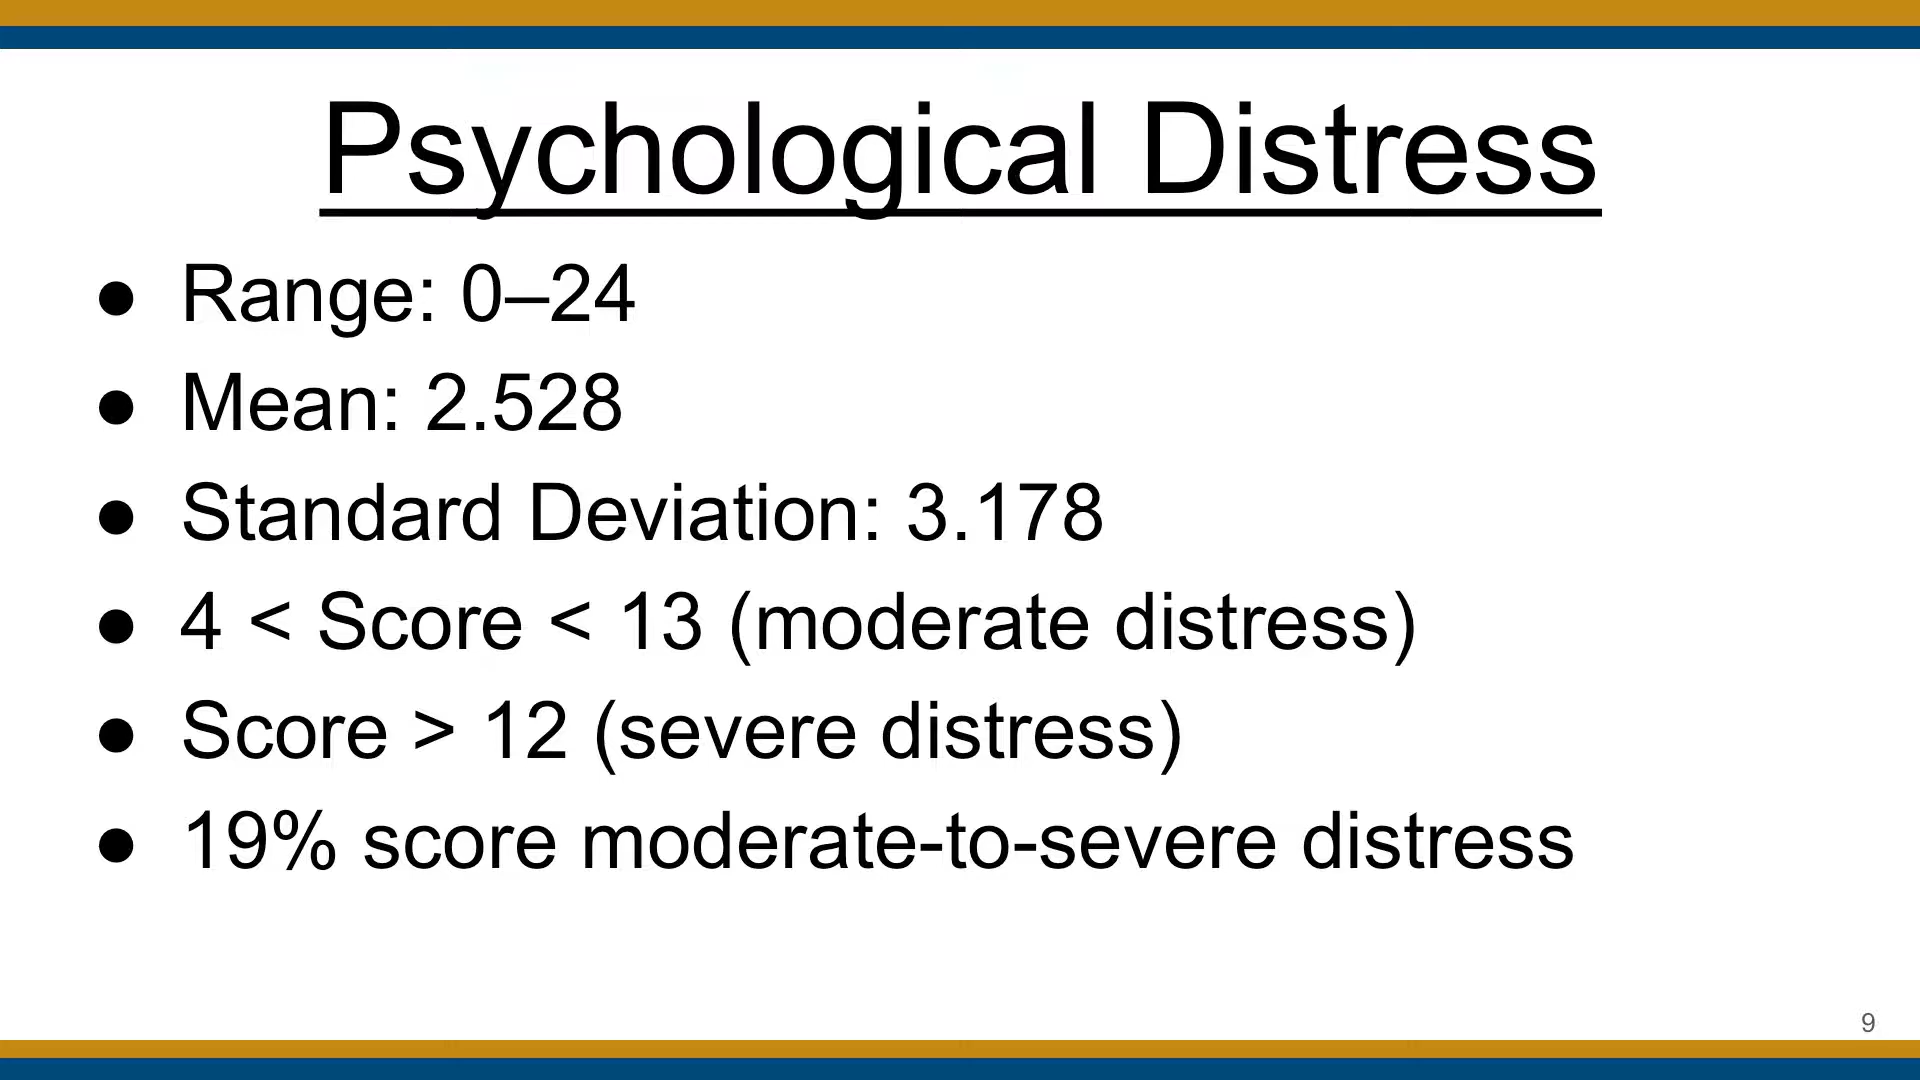 Psychological Distress
● Range: 0–24
● Mean: 2.528
● Standard Deviation: 3.178
● 4 < Score < 13 (moderate distress)
● Score > 12 (severe distress)
● 19% score moderate-to-severe distress
9